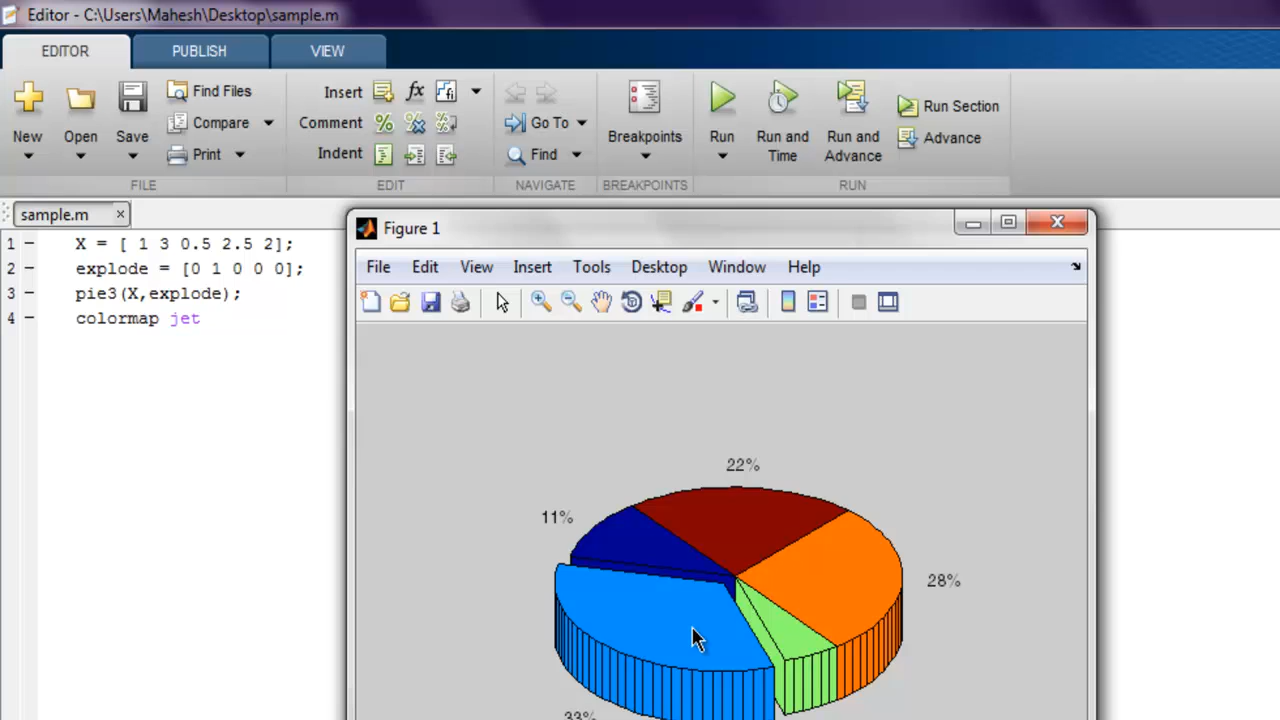 Editor - C:\Users\Mahesh\Desktop\sample.m
EDITOR PUBLISH VIEW
New Open Save Find Files Compare Print
Insert fx
Comment
Indent
Go To
Find
Breakpoints
Run
Run and Time
Run and Advance
Run Section
Advance
FILE EDIT NAVIGATE BREAKPOINTS RUN
sample.m
1 – X = [ 1 3 0.5 2.5 2];
2 – explode = [0 1 0 0 0];
3 – pie3(X,explode);
4 – colormap jet
Figure 1
File Edit View Insert Tools Desktop Window Help
22%
11%
28%
33%